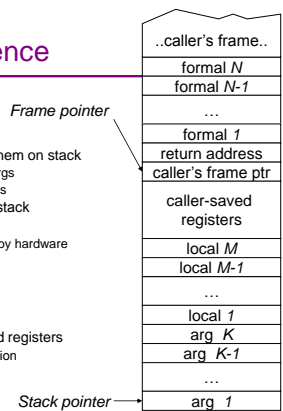 ence
..caller's frame..
formal N
formal N-1
…
formal 1
return address
caller's frame ptr
caller-saved
registers
local M
local M-1
…
local 1
arg K
arg K-1
…
arg 1
Frame pointer
hem on stack
rgs
s
stack
by hardware
d registers
ion
Stack pointer